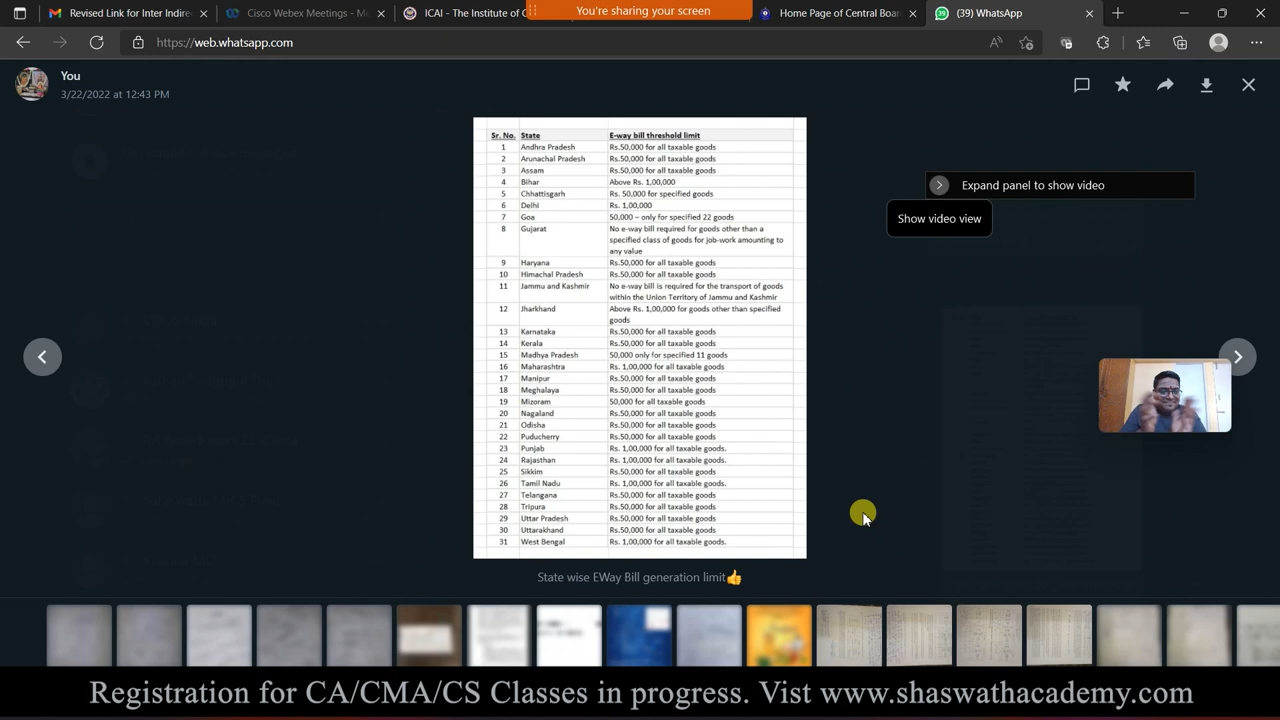 Revised Link for Inter Indire
Cisco Webex Meetings - M
ICAI - The Institute of C
You're sharing your screen
Home Page of Central Boar
(39) WhatsApp
https://web.whatsapp.com
You
3/22/2022 at 12:43 PM
Sr. No. State E-way bill threshold limit
1 Andhra Pradesh Rs.50,000 for all taxable goods
2 Arunachal Pradesh Rs.50,000 for all taxable goods
3 Assam Rs.50,000 for all taxable goods
4 Bihar Above Rs. 1,00,000
5 Chhattisgarh Rs. 50,000 for specified goods
6 Delhi Rs. 1,00,000
7 Goa 50,000 – only for specified 22 goods
8 Gujarat No e-way bill required for goods other than a
specified class of goods for job-work amounting to
any value
9 Haryana Rs.50,000 for all taxable goods
10 Himachal Pradesh Rs.50,000 for all taxable goods
11 Jammu and Kashmir No e-way bill is required for the transport of goods
within the Union Territory of Jammu and Kashmir
12 Jharkhand Above Rs. 1,00,000 for goods other than specified
goods
13 Karnataka Rs.50,000 for all taxable goods
14 Kerala Rs.50,000 for all taxable goods
15 Madhya Pradesh 50,000 only for specified 11 goods
16 Maharashtra Rs. 1,00,000 for all taxable goods
17 Manipur Rs.50,000 for all taxable goods
18 Meghalaya Rs.50,000 for all taxable goods
19 Mizoram 50,000 for all taxable goods
20 Nagaland Rs.50,000 for all taxable goods
21 Odisha Rs.50,000 for all taxable goods
22 Puducherry Rs.50,000 for all taxable goods
23 Punjab Rs. 1,00,000 for all taxable goods.
24 Rajasthan Rs. 1,00,000 for all taxable goods.
25 Sikkim Rs.50,000 for all taxable goods
26 Tamil Nadu Rs. 1,00,000 for all taxable goods.
27 Telangana Rs.50,000 for all taxable goods
28 Tripura Rs.50,000 for all taxable goods
29 Uttar Pradesh Rs.50,000 for all taxable goods
30 Uttarakhand Rs.50,000 for all taxable goods
31 West Bengal Rs. 1,00,000 for all taxable goods.
Expand panel to show video
Show video view
State wise EWay Bill generation limit👍
Registration for CA/CMA/CS Classes in progress. Vist www.shaswathacademy.com